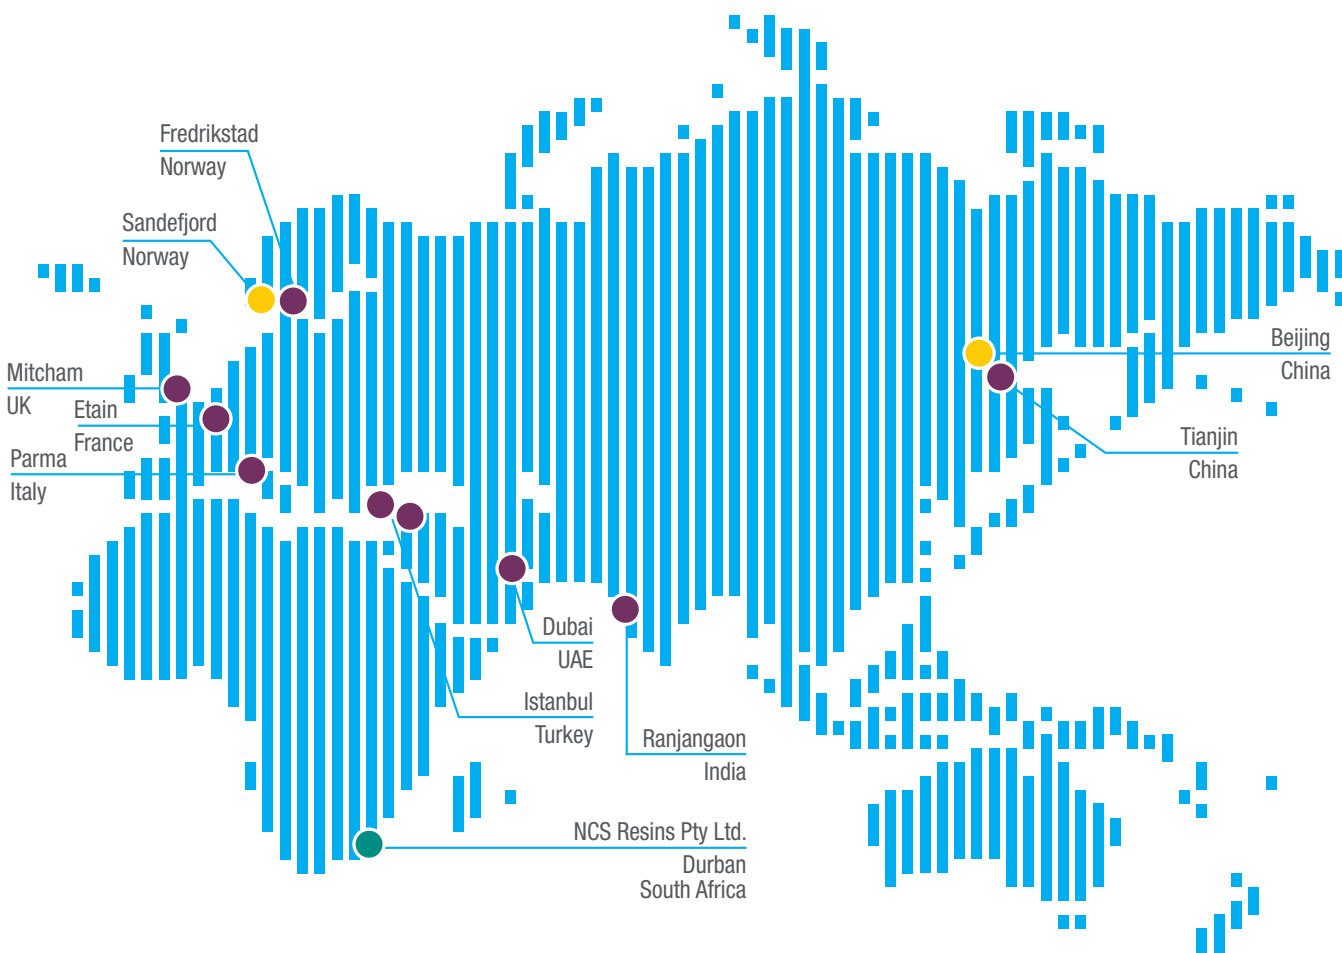 Fredrikstad
Norway
Sandefjord
Norway
Mitcham
UK
Etain
France
Parma
Italy
Beijing
China
Tianjin
China
Dubai
UAE
Istanbul
Turkey
Ranjangaon
India
NCS Resins Pty Ltd.
Durban
South Africa